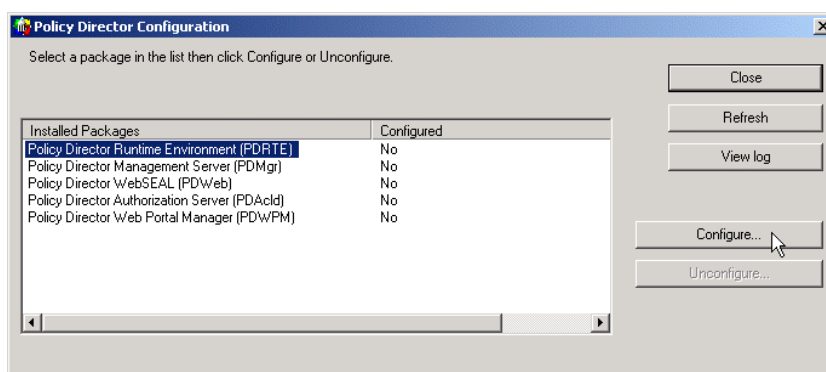 Policy Director Configuration
Select a package in the list then click Configure or Unconfigure.
Close
Refresh
View log
Installed Packages Configured
Policy Director Runtime Environment (PDRTE) No
Policy Director Management Server (PDMgr) No
Policy Director WebSEAL (PDWeb) No
Policy Director Authorization Server (PDAcld) No
Policy Director Web Portal Manager (PDWPM) No
Configure...
Unconfigure...